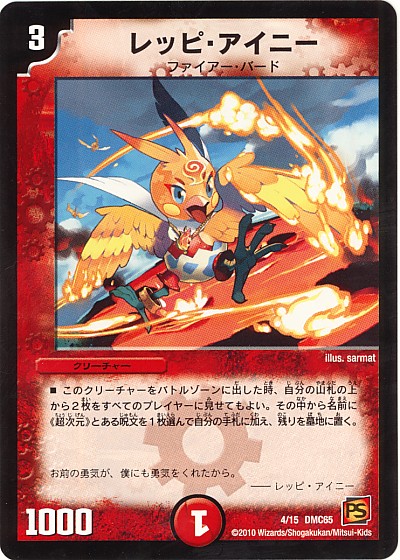 3
レッピ・アイニー
ファイアー・バード
illus. sarmat
クリーチャー
■ このクリーチャーをバトルゾーンに出した時、自分の山札の上
から2枚をすべてのプレイヤーに見せてもよい。その中から名前に
《超次元》とある呪文を1枚選んで自分の手札に加え、残りを墓地に置く。
お前の勇気が、僕にも勇気をくれたから。
―― レッピ・アイニー
1000
1
4/15 DMC65
©2010 Wizards/Shogakukan/Mitsui-Kids
PS